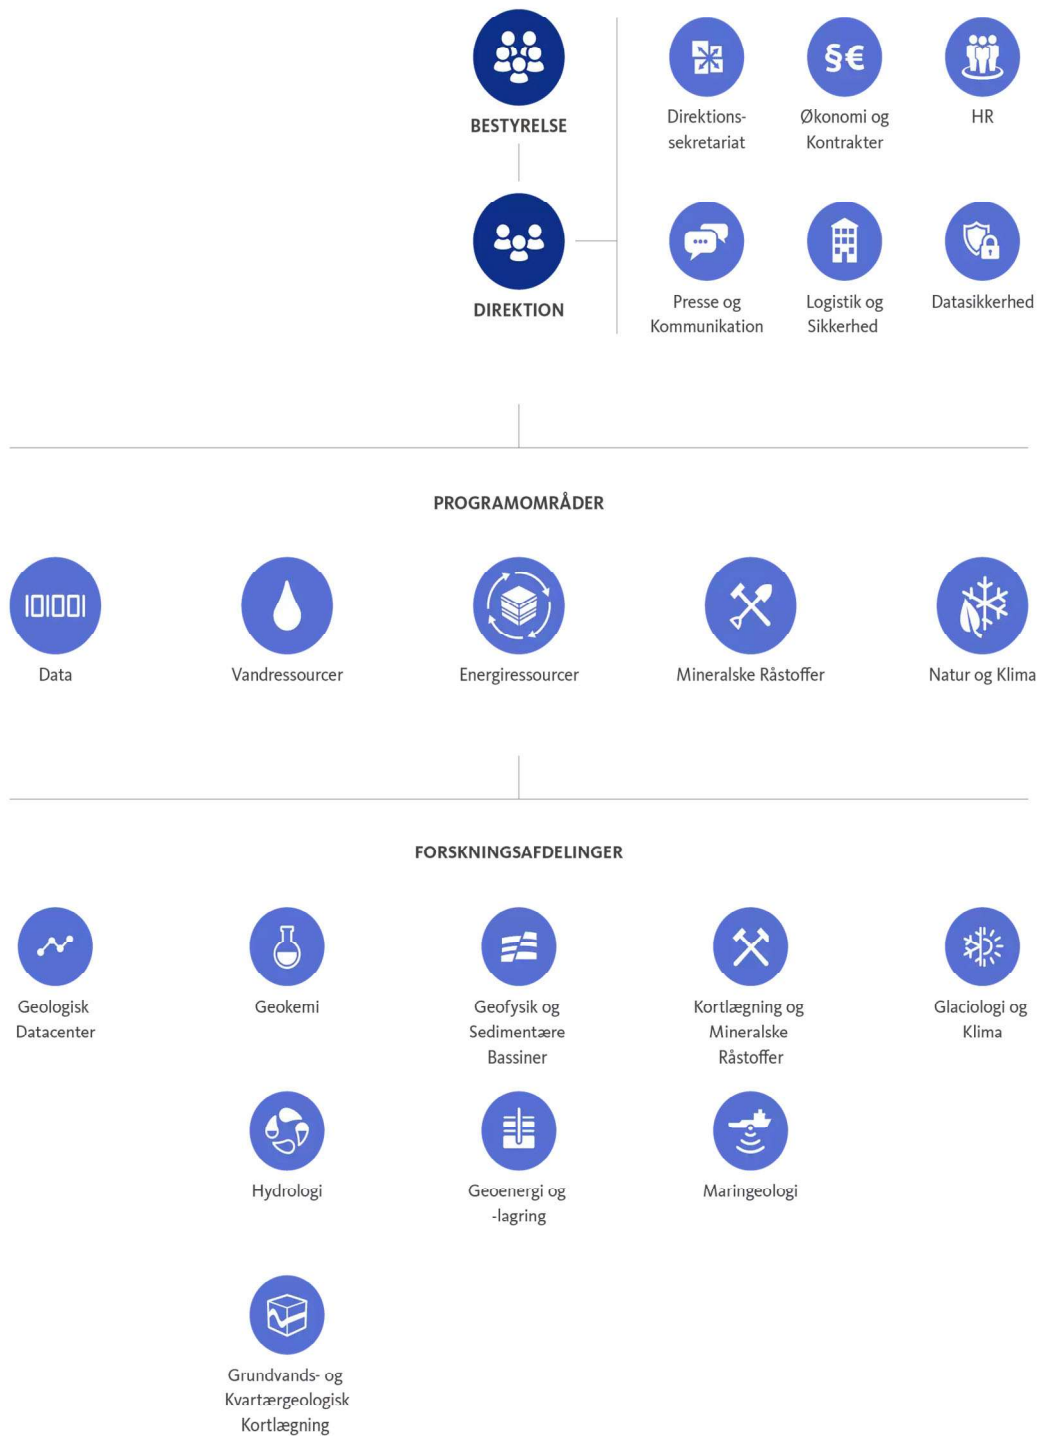 BESTYRELSE
DIREKTION
Direktions-
sekretariat
Økonomi og
Kontrakter
HR
Presse og
Kommunikation
Logistik og
Sikkerhed
Datasikkerhed
PROGRAMOMRÅDER
Data
Vandressourcer
Energiressourcer
Mineralske Råstoffer
Natur og Klima
FORSKNINGSAFDELINGER
Geologisk
Datacenter
Geokemi
Geofysik og
Sedimentære
Bassiner
Kortlægning og
Mineralske
Råstoffer
Glaciologi og
Klima
Hydrologi
Geoenergi og
-lagring
Maringeologi
Grundvands- og
Kvartærgeologisk
Kortlægning
§€
101001